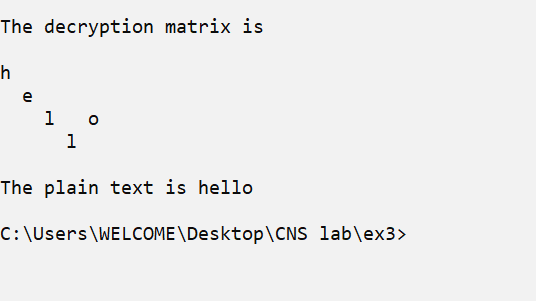 The decryption matrix is
h
  e
    l   o
      l
The plain text is hello
C:\Users\WELCOME\Desktop\CNS lab\ex3>